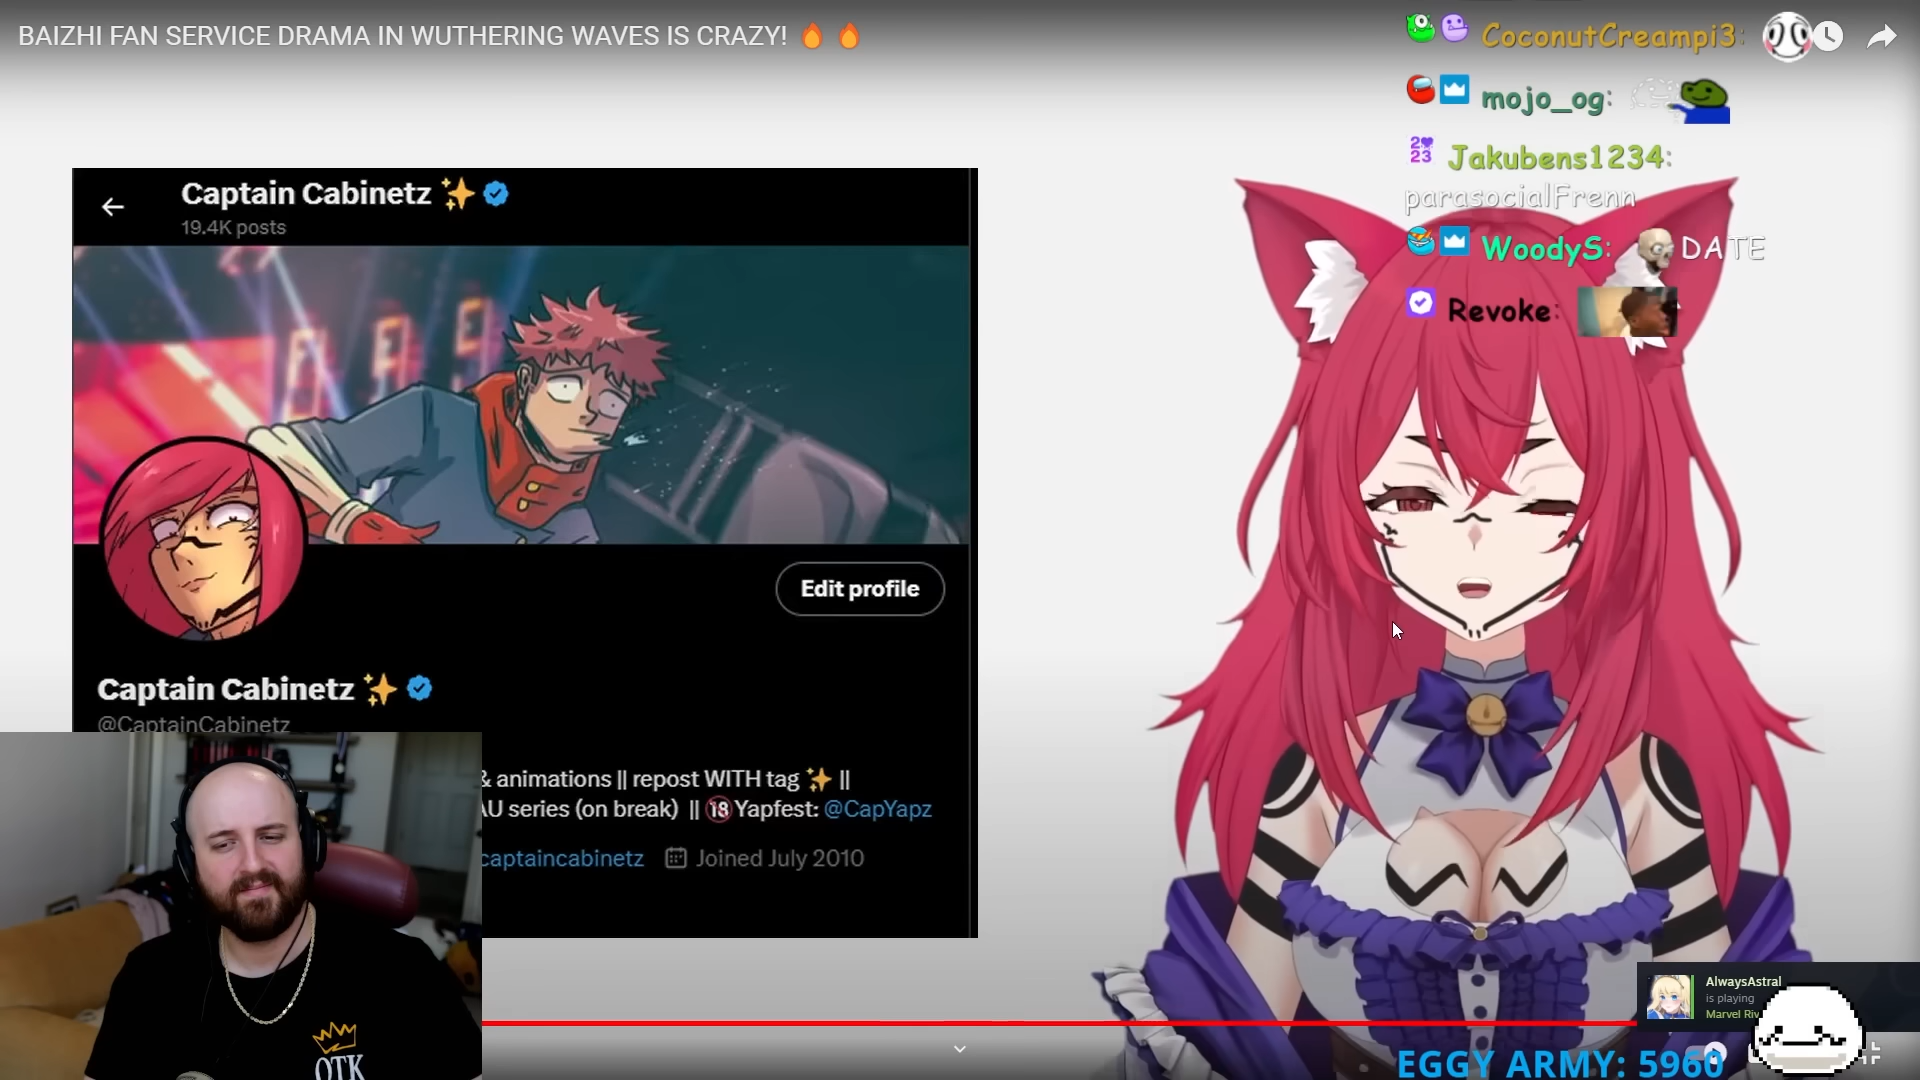 BAIZHI FAN SERVICE DRAMA IN WUTHERING WAVES IS CRAZY! 🔥 🔥
CoconutCreampi3:
mojo_og:
Jakubens1234:
parasocialFrenn
WoodyS: DATE
Revoke:
Captain Cabinetz ✨
19.4K posts
Edit profile
Captain Cabinetz ✨
@CaptainCabinetz
& animations || repost WITH tag ✨ ||
AU series (on break) || 🔞Yapfest: @CapYapz
captaincabinetz Joined July 2010
OTK
AlwaysAstral
is playing
Marvel Riv
EGGY ARMY: 5960